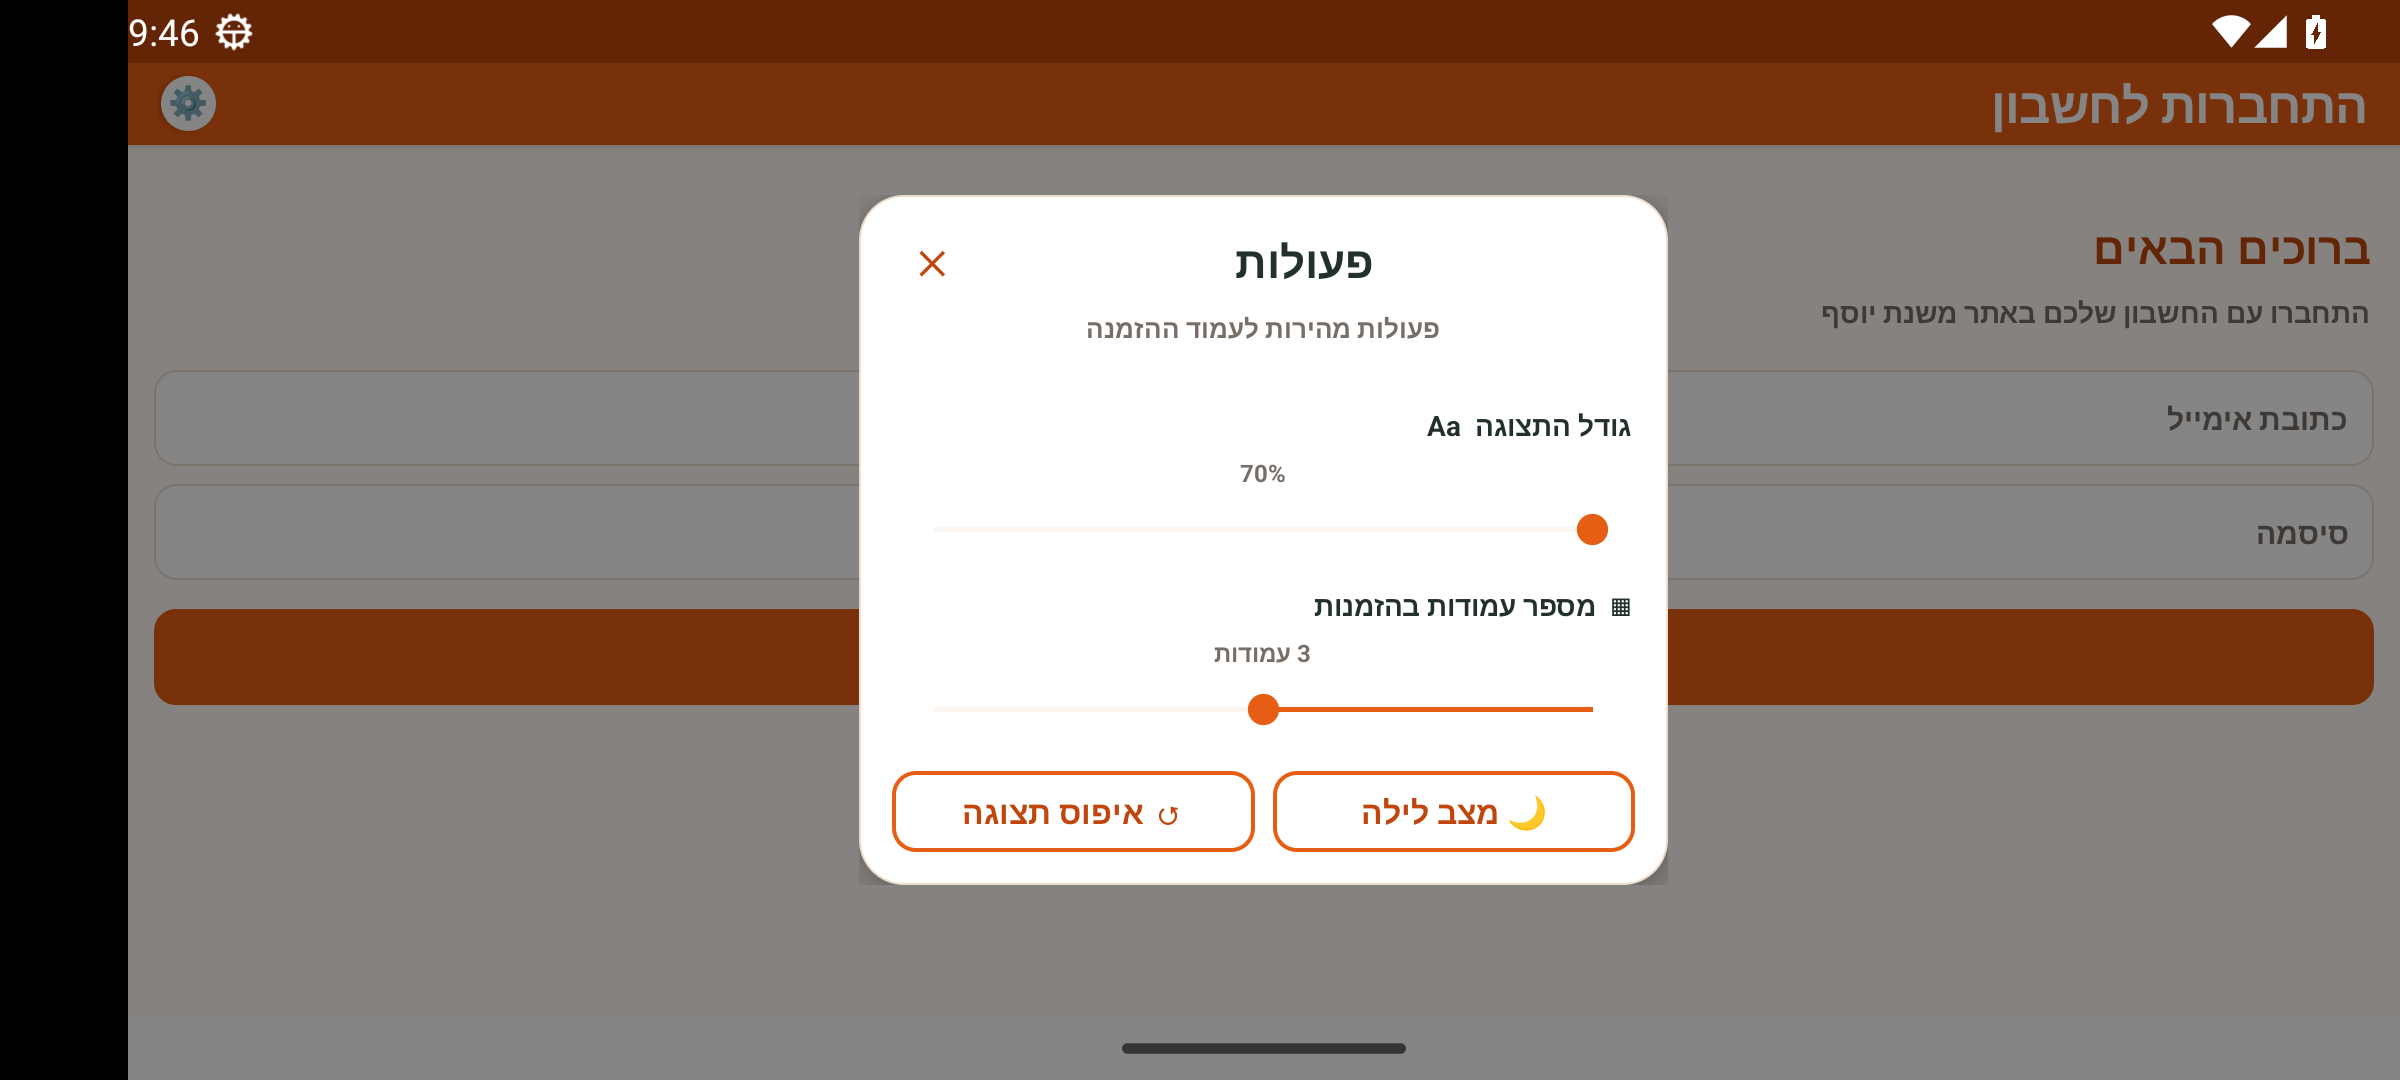 9:46
התחברות לחשבון
ברוכים הבאים
התחברו עם החשבון שלכם באתר משנת יוסף
כתובת אימייל
סיסמה
פעולות
פעולות מהירות לעמוד ההזמנה
גודל התצוגה Aa
70%
מספר עמודות בהזמנות
3 עמודות
מצב לילה
איפוס תצוגה